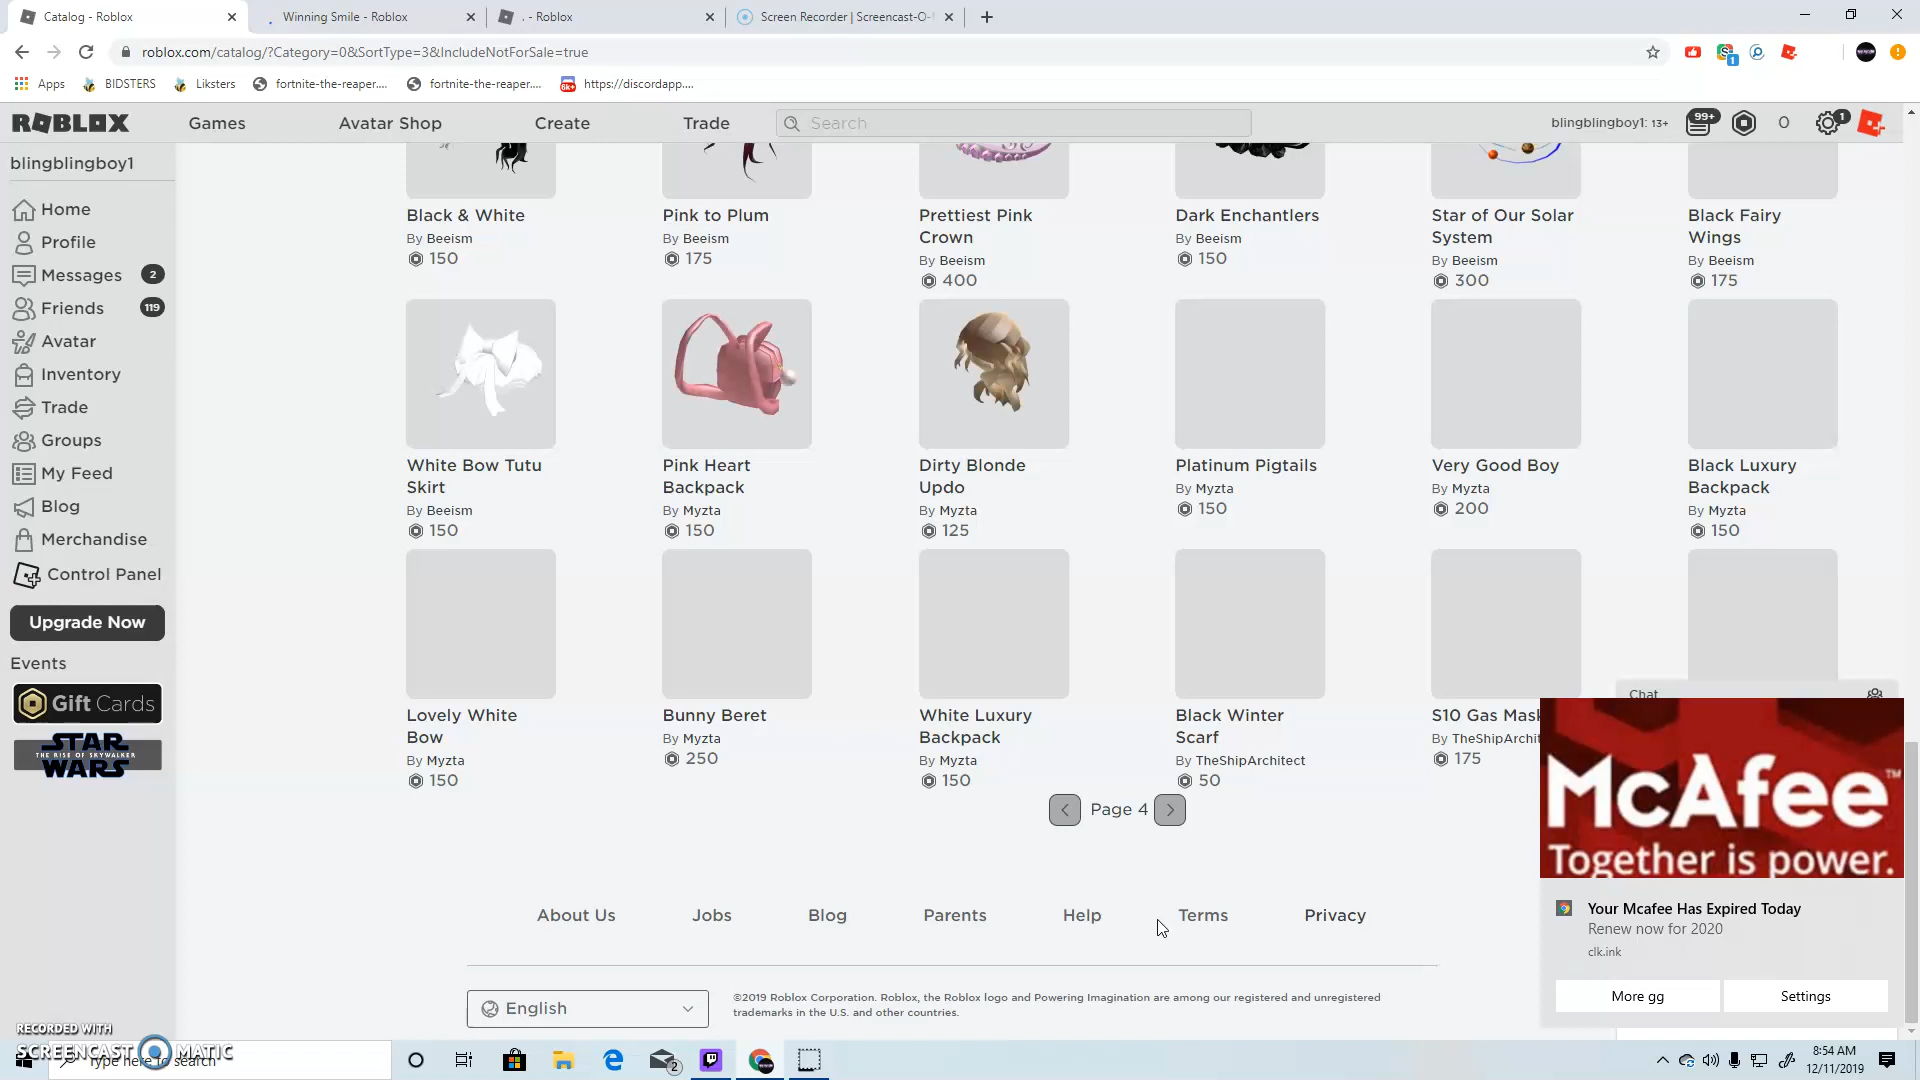 Catalog - Roblox
Winning Smile - Roblox
. - Roblox
Screen Recorder | Screencast-O-
roblox.com/catalog/?Category=0&SortType=3&IncludeNotForSale=true
1
Apps
BIDSTERS
Liksters
fortnite-the-reaper....
fortnite-the-reaper....
6k+
https://discordapp....
ROBLOX
Games
Avatar Shop
Create
Trade
Search
blingblingboy1: 13+
99+
0
1
blingblingboy1
Home
Profile
Messages
2
Friends
119
Avatar
Inventory
Trade
Groups
My Feed
Blog
Merchandise
Control Panel
Upgrade Now
Events
Gift Cards
STAR
THE RISE OF SKYWALKER
WARS
Black & White
By Beeism
150
Pink to Plum
By Beeism
175
Prettiest Pink
Crown
By Beeism
400
Dark Enchantlers
By Beeism
150
Star of Our Solar
System
By Beeism
300
Black Fairy
Wings
By Beeism
175
White Bow Tutu
Skirt
By Beeism
150
Pink Heart
Backpack
By Myzta
150
Dirty Blonde
Updo
By Myzta
125
Platinum Pigtails
By Myzta
150
Very Good Boy
By Myzta
200
Black Luxury
Backpack
By Myzta
150
Lovely White
Bow
By Myzta
150
Bunny Beret
By Myzta
250
White Luxury
Backpack
By Myzta
150
Black Winter
Scarf
By TheShipArchitect
50
S10 Gas Mask
By TheShipArchit
175
Page 4
Chat
McAfee™
Together is power.
Your Mcafee Has Expired Today
Renew now for 2020
clk.ink
More gg
Settings
About Us
Jobs
Blog
Parents
Help
Terms
Privacy
English
©2019 Roblox Corporation. Roblox, the Roblox logo and Powering Imagination are among our registered and unregistered
trademarks in the U.S. and other countries.
RECORDED WITH
SCREENCAST MATIC
Type here to search
2
8:54 AM
12/11/2019